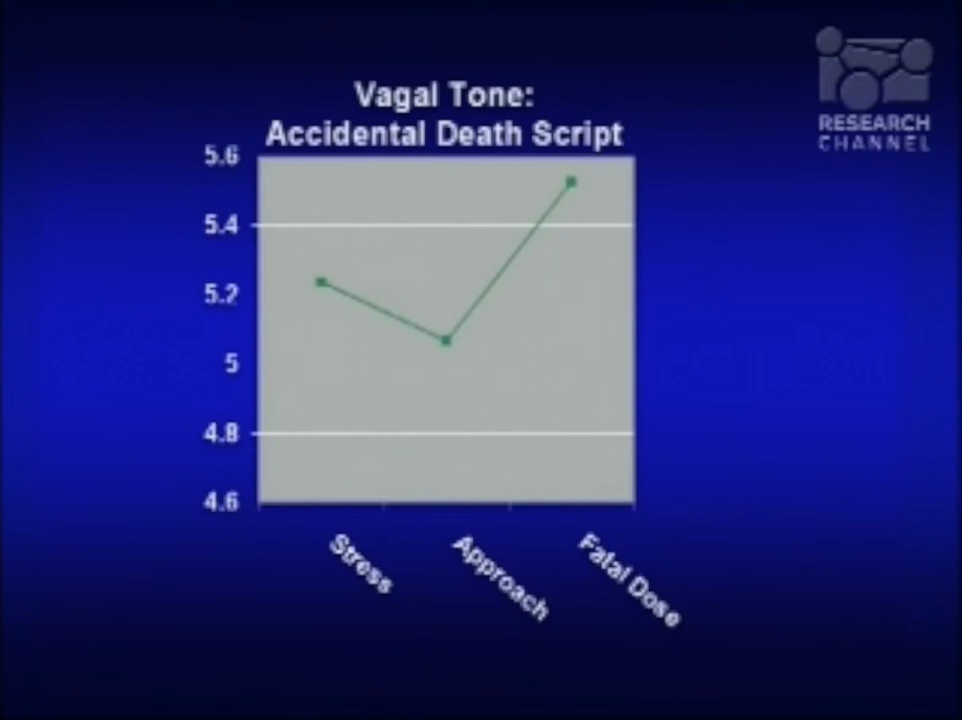 RESEARCH
CHANNEL
Vagal Tone:
Accidental Death Script
5.6
5.4
5.2
5
4.8
4.6
Stress
Approach
Fatal Dose